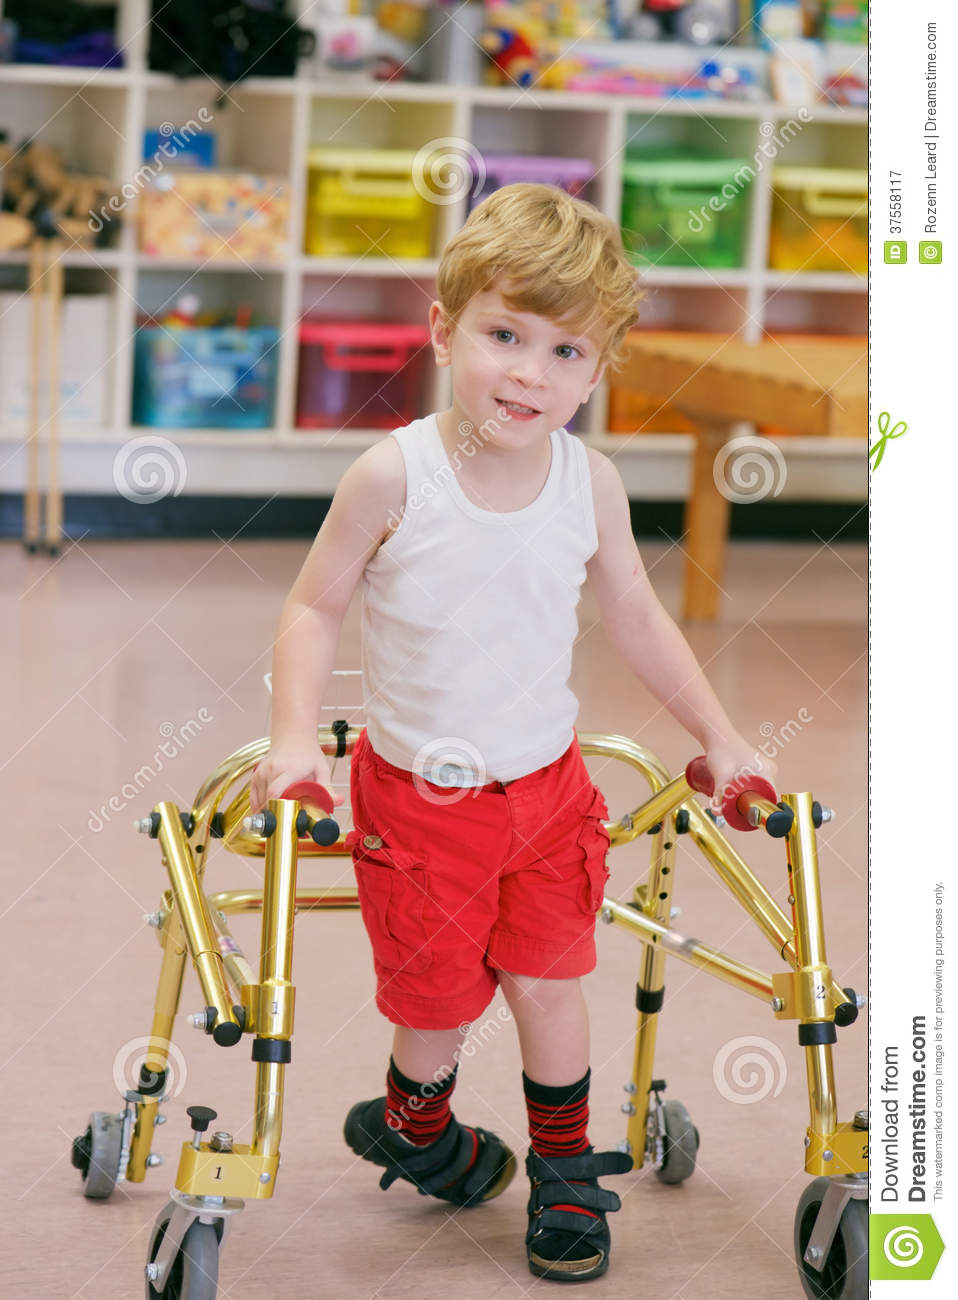 dreamstime
dreamstime
dreamstime
dreamstime
dreamstime
dreamstime
dreamstime
1
2
1
2
ID 37558117
© Rozenn Leard | Dreamstime.com
Download from
Dreamstime.com
This watermarked comp image is for previewing purposes only.